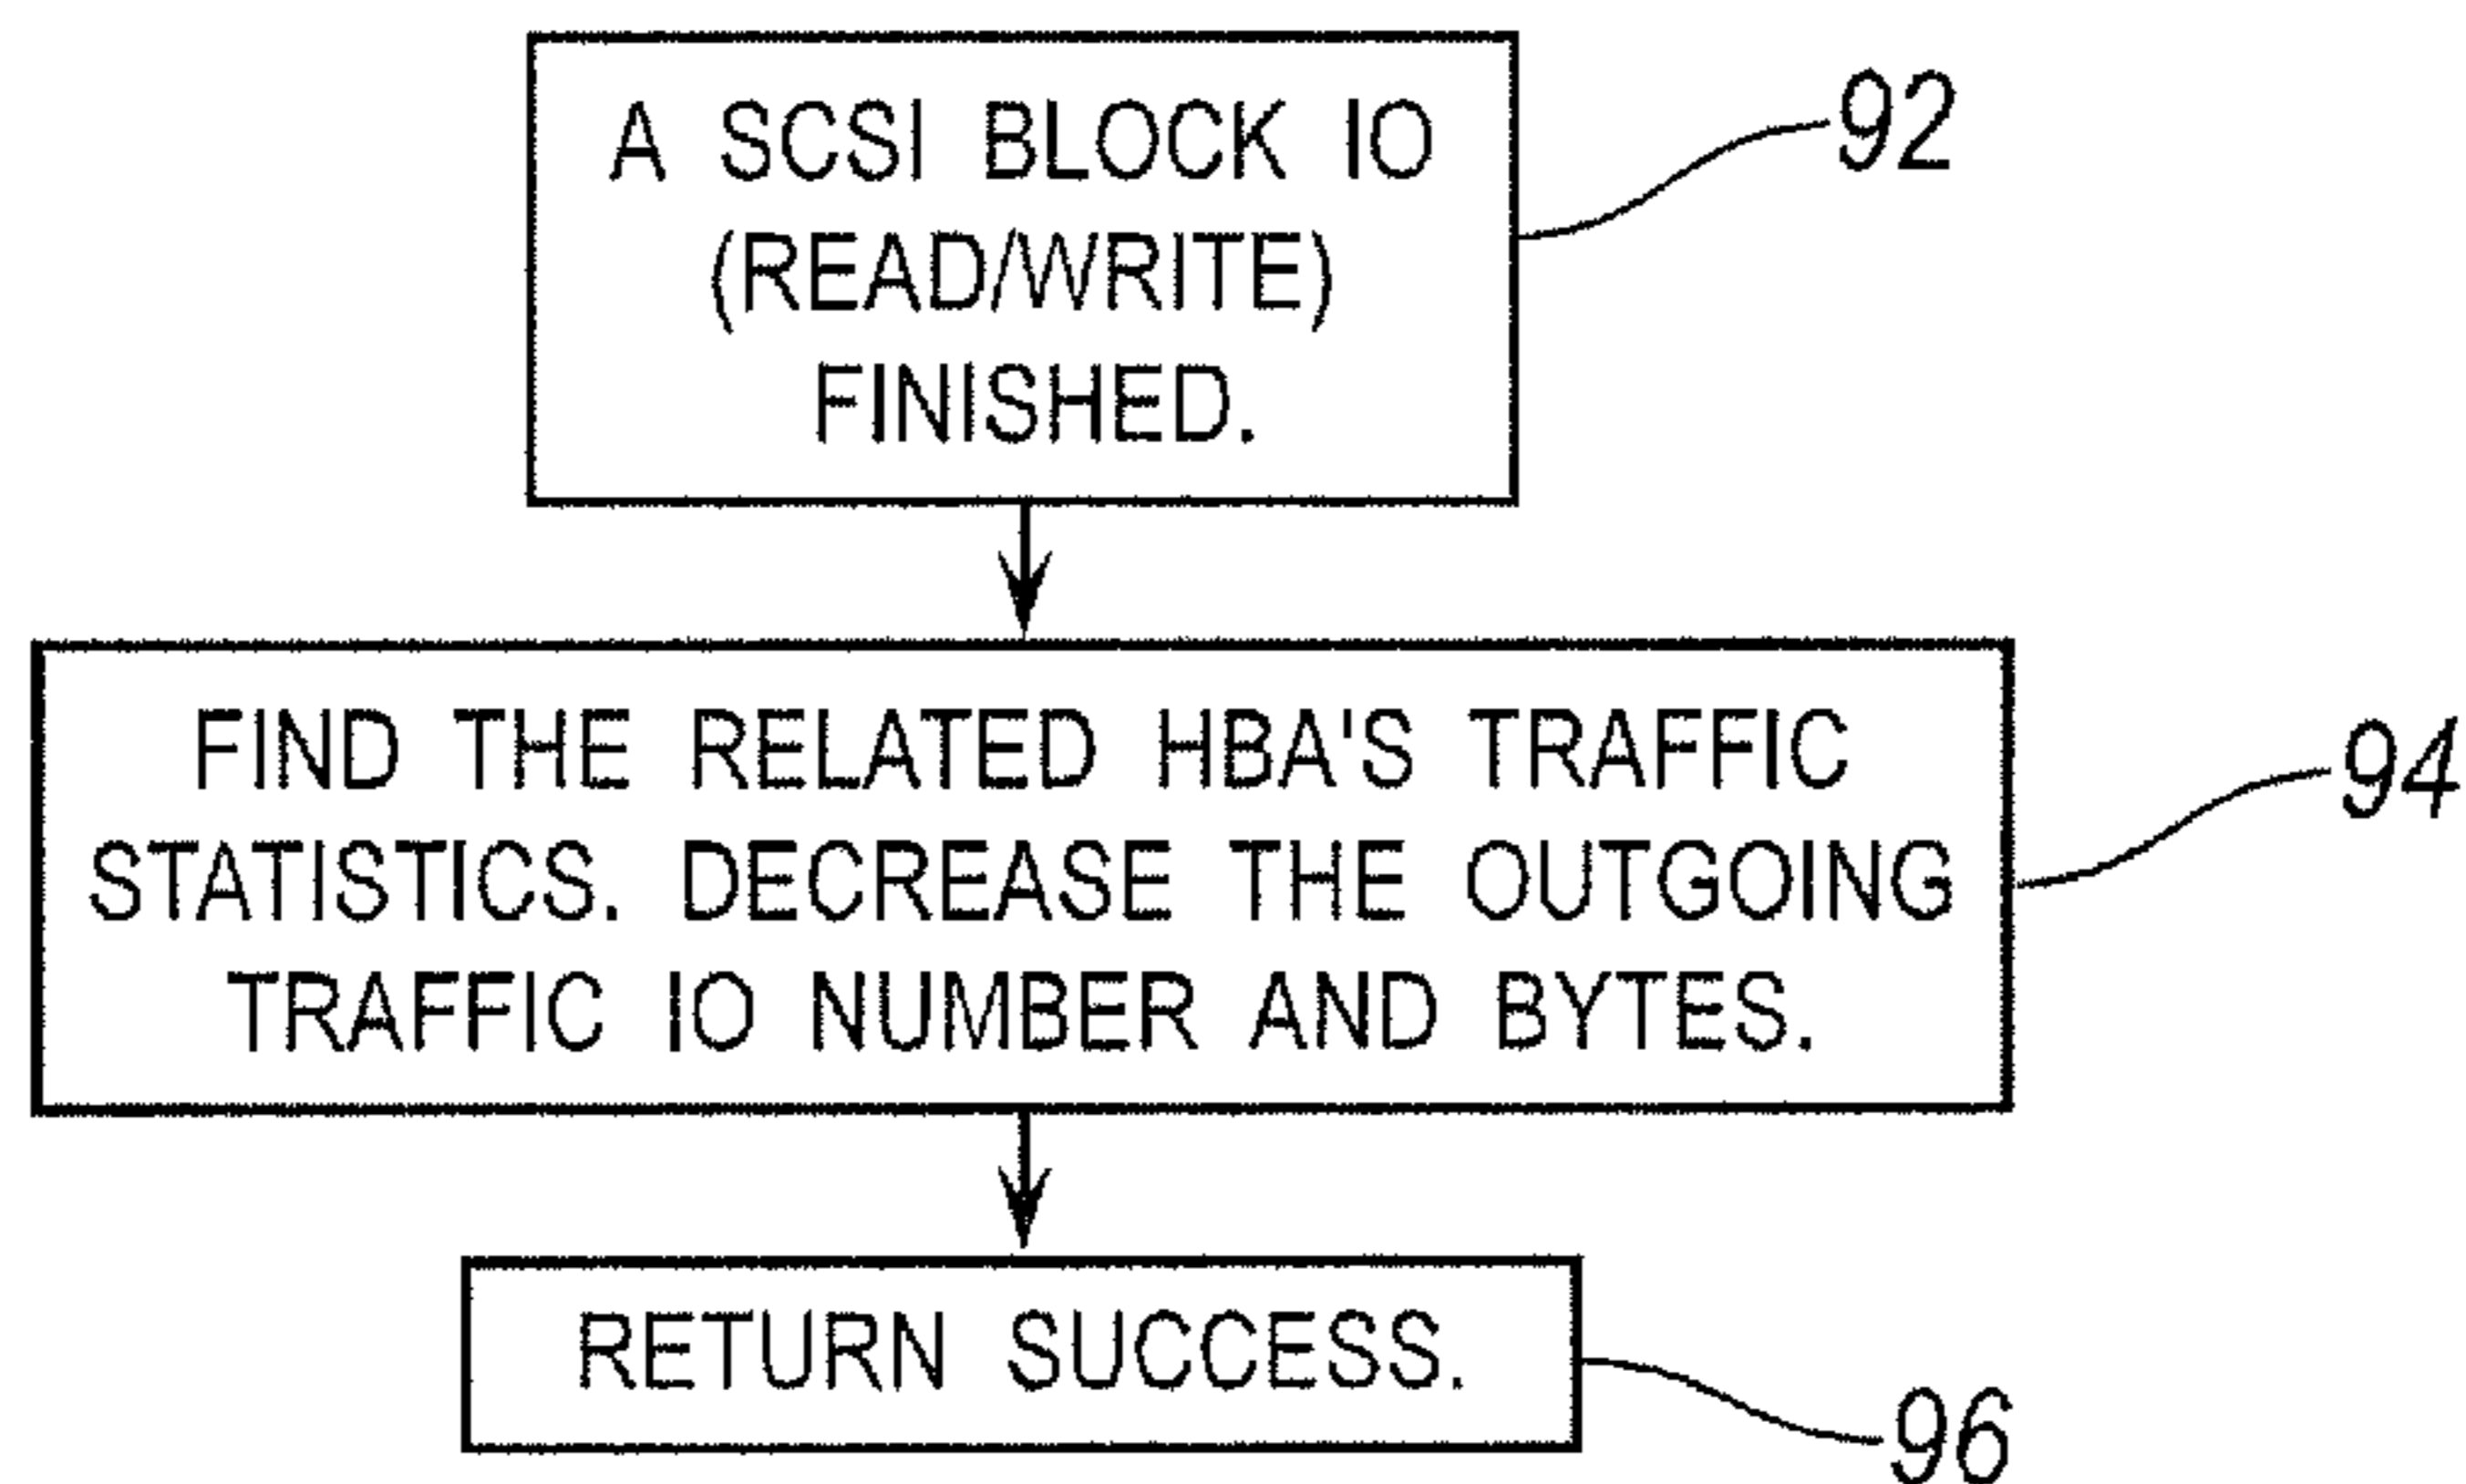 A SCSI BLOCK IO
(READ/WRITE)
FINISHED.
92
FIND THE RELATED HBA'S TRAFFIC
STATISTICS. DECREASE THE OUTGOING
TRAFFIC IO NUMBER AND BYTES.
94
RETURN SUCCESS.
96